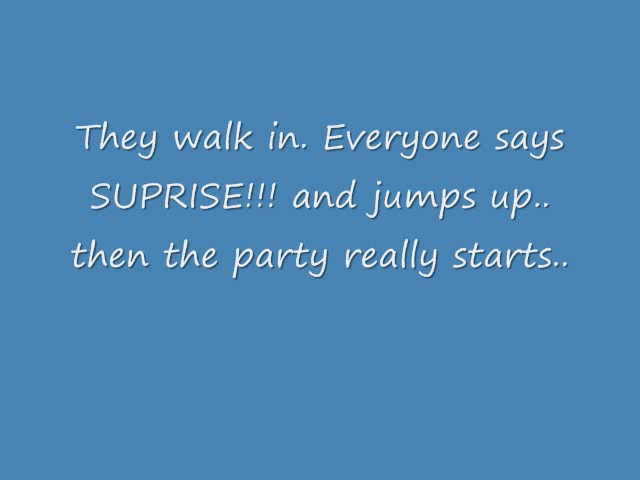 They walk in. Everyone says
SUPRISE!!! and jumps up..
then the party really starts..